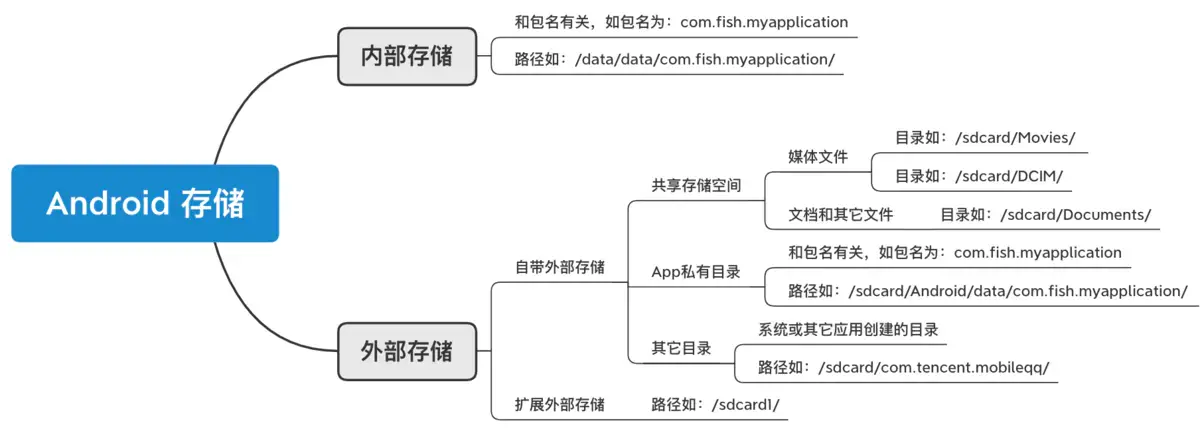 Android 存储
内部存储
和包名有关，如包名为：com.fish.myapplication
路径如：/data/data/com.fish.myapplication/
外部存储
自带外部存储
共享存储空间
媒体文件
目录如：/sdcard/Movies/
目录如：/sdcard/DCIM/
文档和其它文件
目录如：/sdcard/Documents/
App私有目录
和包名有关，如包名为：com.fish.myapplication
路径如：/sdcard/Android/data/com.fish.myapplication/
其它目录
系统或其它应用创建的目录
路径如：/sdcard/com.tencent.mobileqq/
扩展外部存储
路径如：/sdcard1/